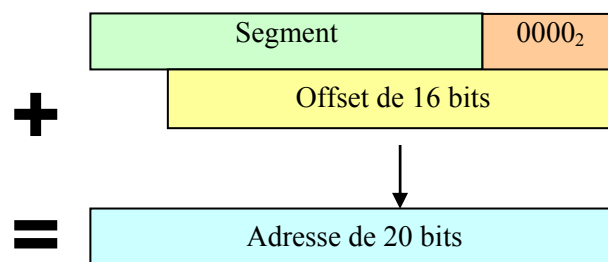 Segment 0000₂
+ Offset de 16 bits
= Adresse de 20 bits